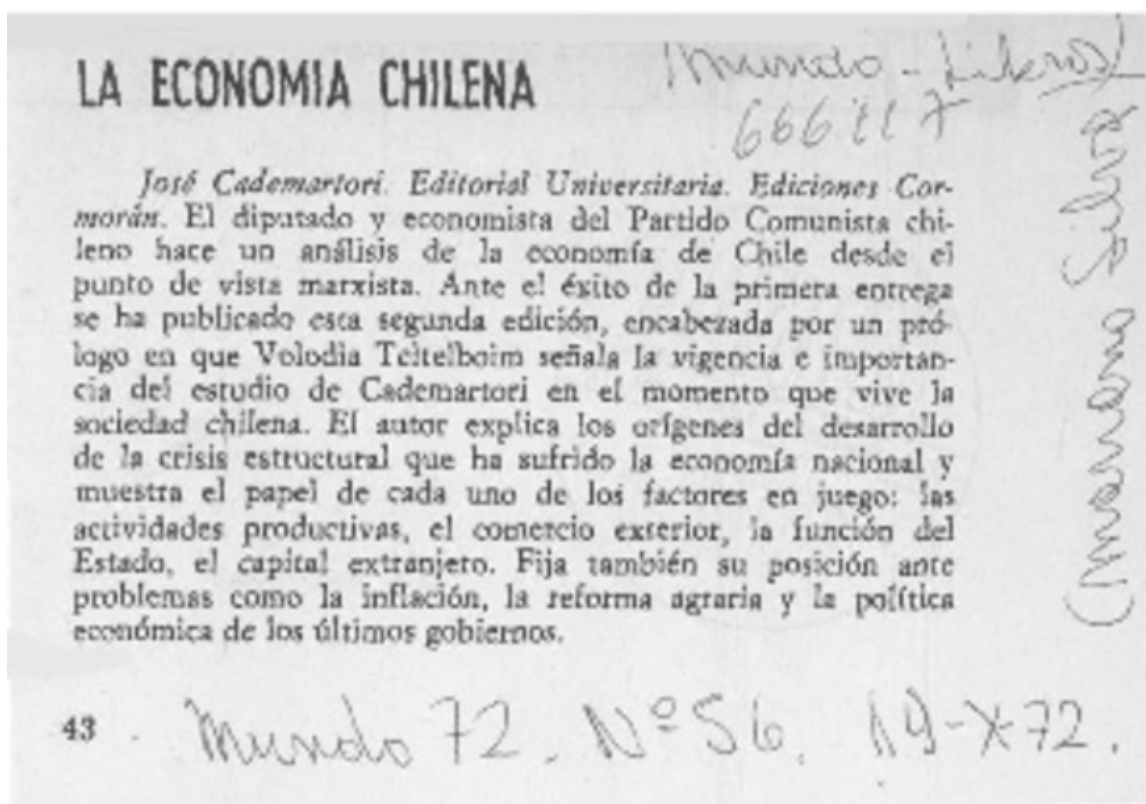 LA ECONOMIA CHILENA
(Mundo - Libros)
666117
José Cademartori. Editorial Universitaria. Ediciones Cor-
morán. El diputado y economista del Partido Comunista chi-
leno hace un análisis de la economía de Chile desde el
punto de vista marxista. Ante el éxito de la primera entrega
se ha publicado esta segunda edición, encabezada por un pró-
logo en que Volodia Teitelboim señala la vigencia e importan-
cia del estudio de Cademartori en el momento que vive la
sociedad chilena. El autor explica los orígenes del desarrollo
de la crisis estructural que ha sufrido la economía nacional y
muestra el papel de cada uno de los factores en juego: las
actividades productivas, el comercio exterior, la función del
Estado, el capital extranjero. Fija también su posición ante
problemas como la inflación, la reforma agraria y la política
económica de los últimos gobiernos.
43
Mundo 72. Nº 56. 19-X-72.